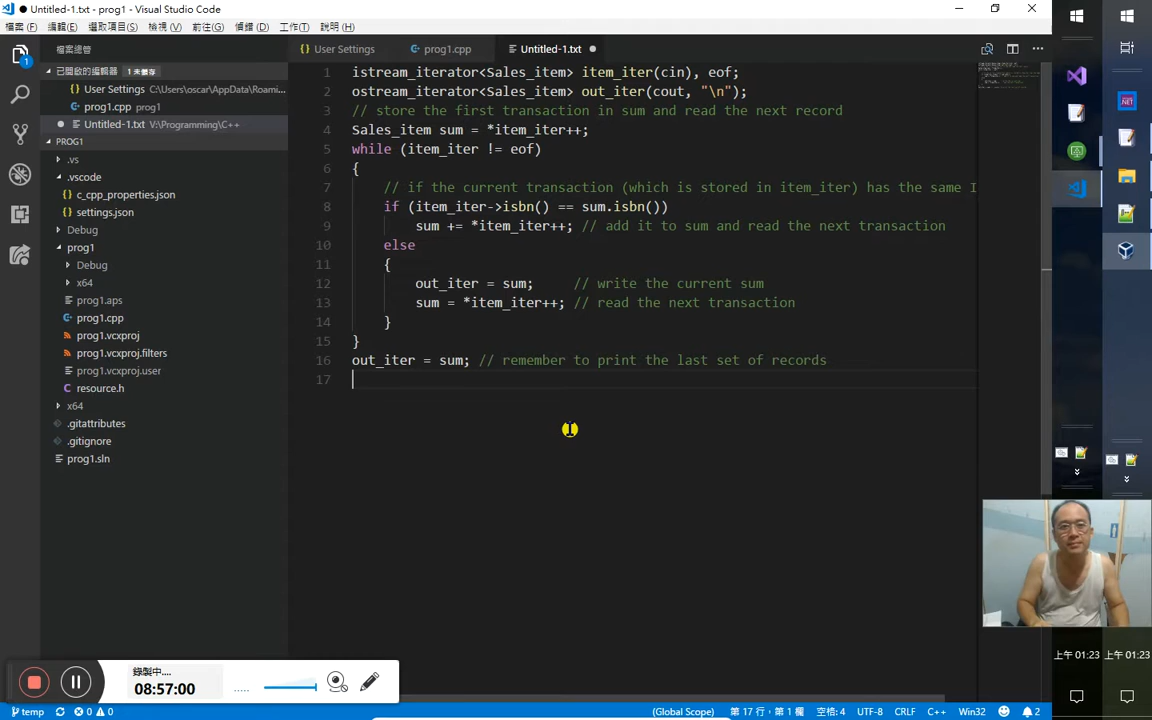 ● Untitled-1.txt - prog1 - Visual Studio Code
檔案(F) 編輯(E) 選取項目(S) 檢視(V) 前往(G) 偵錯(D) 工作(T) 說明(H)
檔案總管
{} User Settings
prog1.cpp
Untitled-1.txt ●
已開啟的編輯器 1 未儲存
{} User Settings C:\Users\oscar\AppData\Roami...
prog1.cpp prog1
● Untitled-1.txt V:\Programming\C++
PROG1
.vs
.vscode
{} c_cpp_properties.json
{} settings.json
Debug
prog1
Debug
x64
prog1.aps
prog1.cpp
prog1.vcxproj
prog1.vcxproj.filters
prog1.vcxproj.user
C resource.h
x64
.gitattributes
.gitignore
prog1.sln
1 istream_iterator<Sales_item> item_iter(cin), eof;
2 ostream_iterator<Sales_item> out_iter(cout, "\n");
3 // store the first transaction in sum and read the next record
4 Sales_item sum = *item_iter++;
5 while (item_iter != eof)
6 {
7 // if the current transaction (which is stored in item_iter) has the same I
8 if (item_iter->isbn() == sum.isbn())
9 sum += *item_iter++; // add it to sum and read the next transaction
10 else
11 {
12 out_iter = sum; // write the current sum
13 sum = *item_iter++; // read the next transaction
14 }
15 }
16 out_iter = sum; // remember to print the last set of records
17
錄製中...
08:57:00
上午 01:23 上午 01:23
temp 0 0 (Global Scope) 第 17 行，第 1 欄 空格: 4 UTF-8 CRLF C++ Win32 2